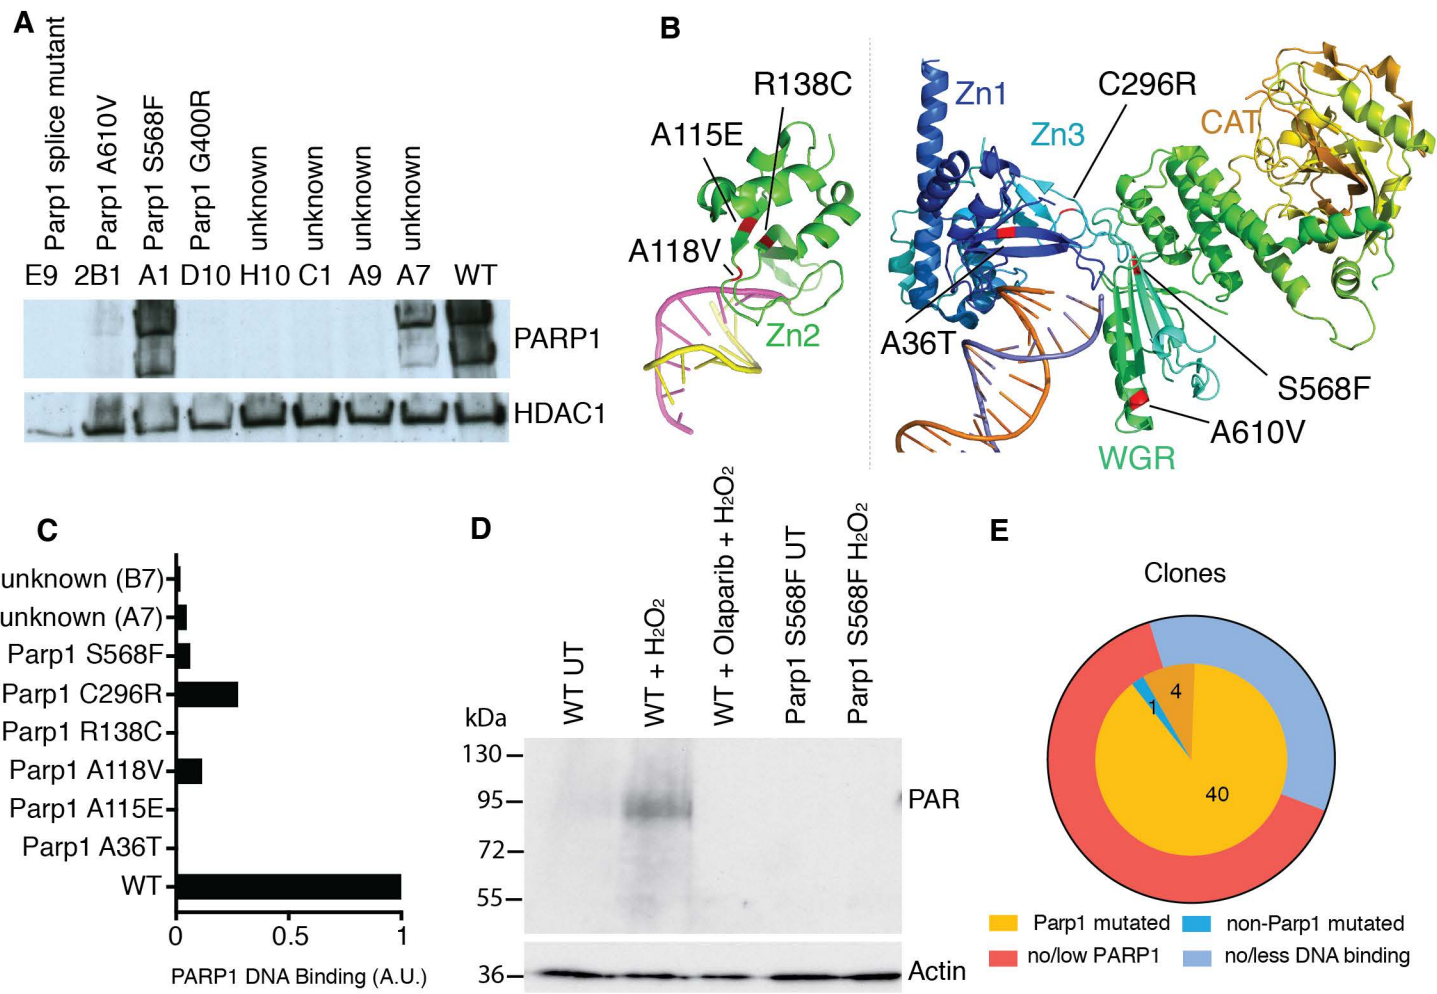 A
Parp1 splice mutant
Parp1 A610V
Parp1 S568F
Parp1 G400R
unknown
unknown
unknown
unknown
E9 2B1 A1 D10 H10 C1 A9 A7 WT
PARP1
HDAC1
B
R138C
A115E
A118V
Zn2
Zn1
Zn3
C296R
CAT
A36T
S568F
A610V
WGR
C
unknown (B7)
unknown (A7)
Parp1 S568F
Parp1 C296R
Parp1 R138C
Parp1 A118V
Parp1 A115E
Parp1 A36T
WT
0 0.5 1
PARP1 DNA Binding (A.U.)
D
WT UT
WT + H₂O₂
WT + Olaparib + H₂O₂
Parp1 S568F UT
Parp1 S568F H₂O₂
kDa
130
95
72
55
36
PAR
Actin
E
Clones
4
1
40
Parp1 mutated
non-Parp1 mutated
no/low PARP1
no/less DNA binding